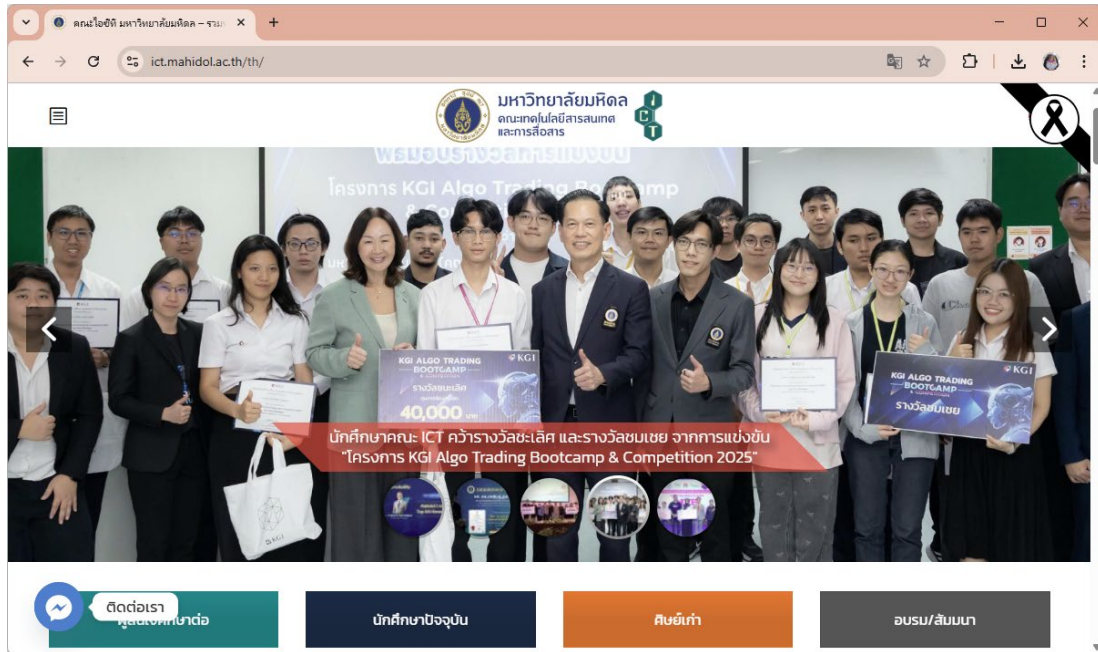 คณะไอซีที มหาวิทยาลัยมหิดล – รวม
ict.mahidol.ac.th/th/
มหาวิทยาลัยมหิดล
คณะเทคโนโลยีสารสนเทศ
และการสื่อสาร
ICT
โครงการ KGI Algo Trading Bootcamp
KGI ALGO TRADING
BOOTCAMP
KGI
รางวัลชนะเลิศ
40,000 บาท
KGI ALGO TRADING
BOOTCAMP
KGI
รางวัลชมเชย
นักศึกษาคณะ ICT คว้ารางวัลชนะเลิศ และรางวัลชมเชย จากการแข่งขัน
"โครงการ KGI Algo Trading Bootcamp & Competition 2025"
KGI
ติดต่อเรา
นักศึกษาปัจจุบัน
ศิษย์เก่า
อบรม/สัมมนา